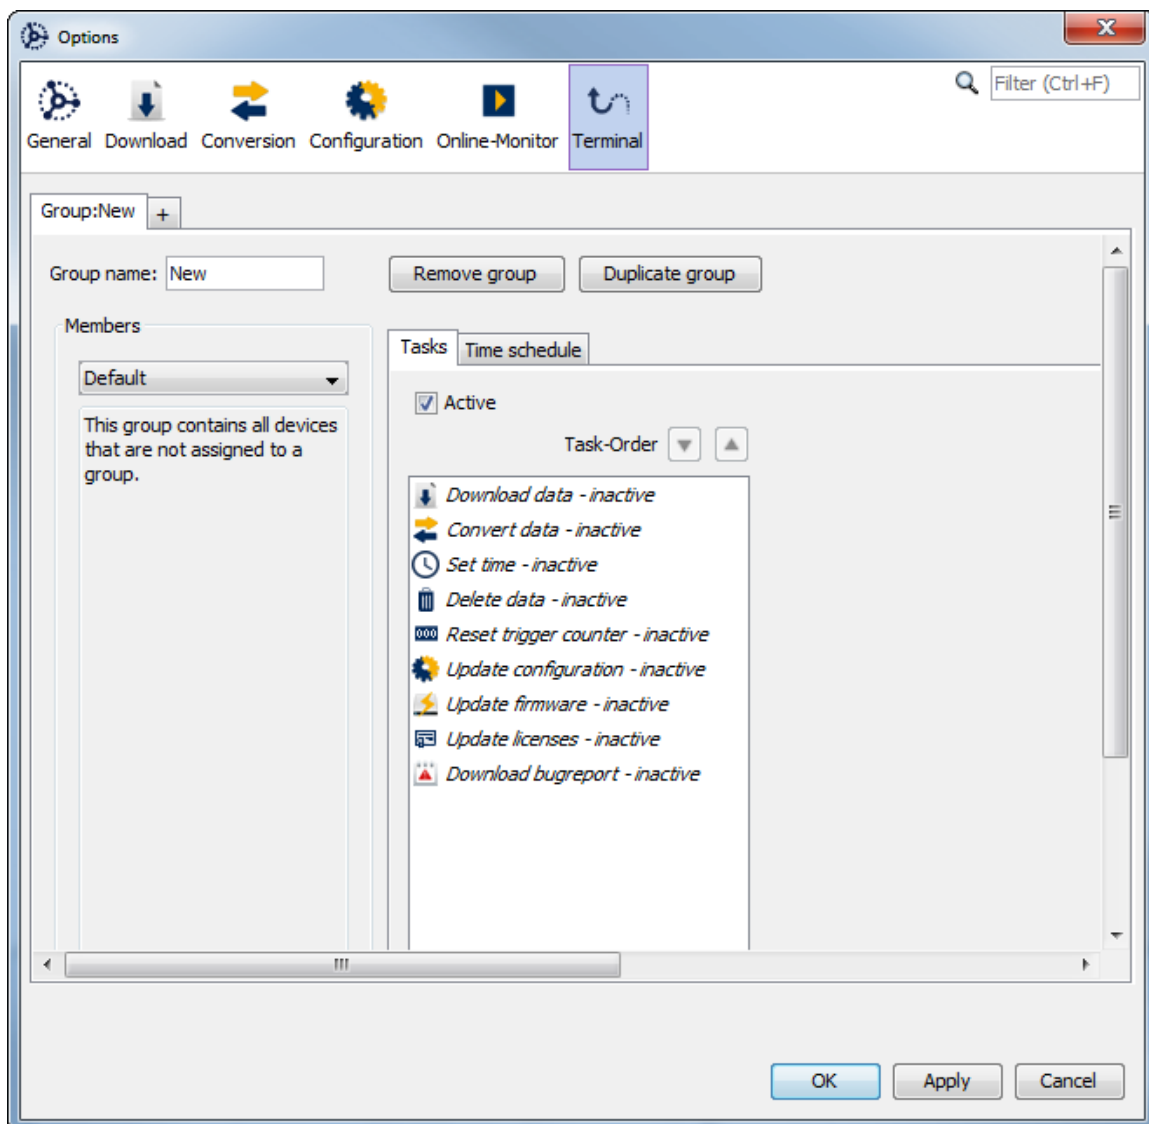 Options
Filter (Ctrl+F)
General Download Conversion Configuration Online-Monitor Terminal
Group:New +
Group name: New Remove group Duplicate group
Members
Default
This group contains all devices
that are not assigned to a
group.
Tasks Time schedule
Active
Task-Order
Download data - inactive
Convert data - inactive
Set time - inactive
Delete data - inactive
000 Reset trigger counter - inactive
Update configuration - inactive
Update firmware - inactive
Update licenses - inactive
Download bugreport - inactive
OK Apply Cancel